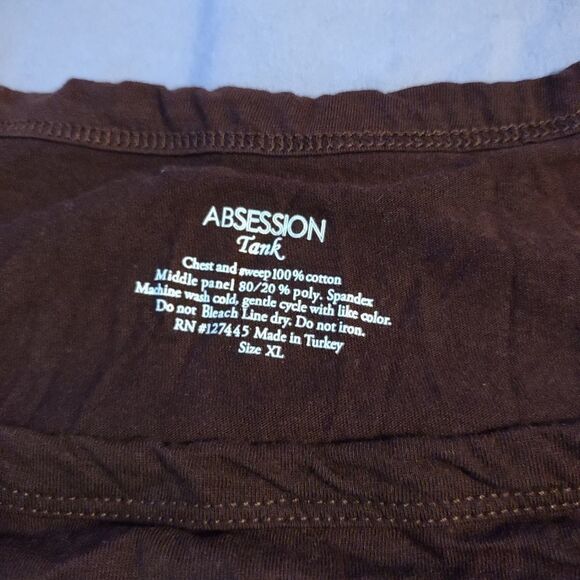 ABSESSION
Tank
Chest and sweep 100% cotton
Middle panel 80/20% poly. Spandex
Machine wash cold, gentle cycle with like color.
Do not Bleach Line dry. Do not iron.
RN #127445 Made in Turkey
Size XL